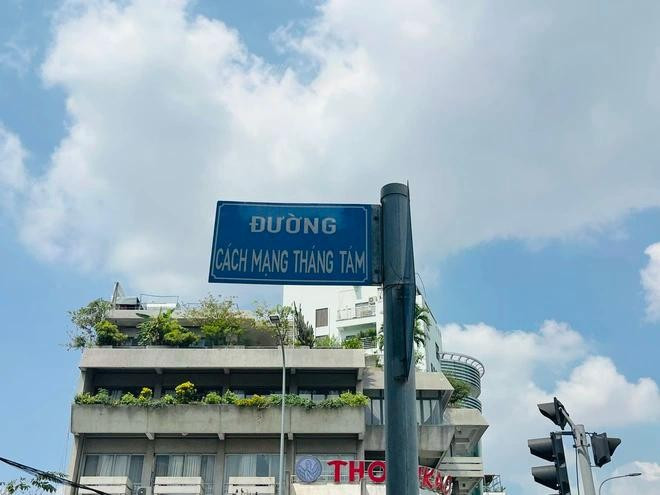 ĐƯỜNG
CÁCH MẠNG THÁNG TÁM